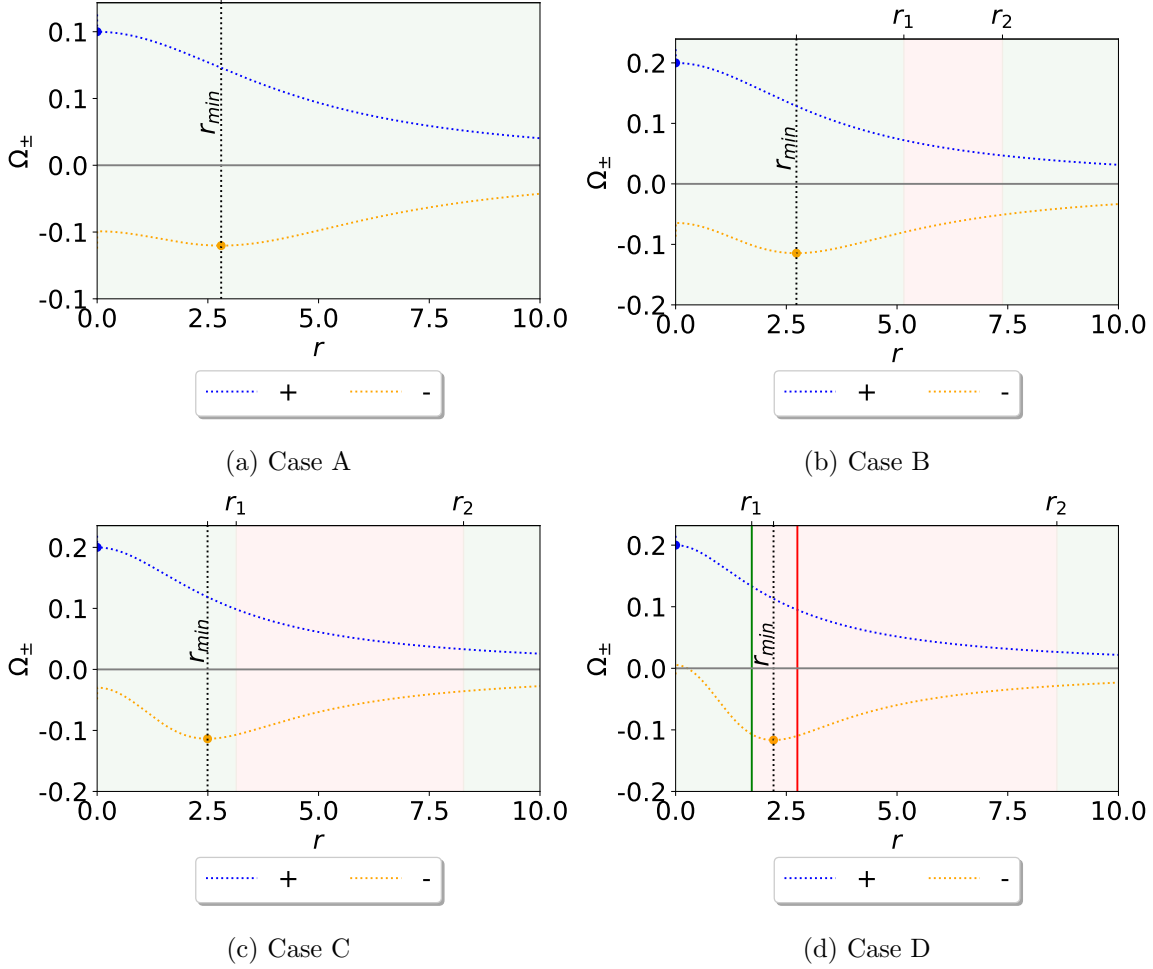 0.1
0.1
0.0
-0.1
-0.1
Ω±
r_min
0.0 2.5 5.0 7.5 10.0
r
+ -
(a) Case A
r₁ r₂
0.2
0.1
0.0
-0.1
-0.2
Ω±
r_min
0.0 2.5 5.0 7.5 10.0
r
+ -
(b) Case B
r₁ r₂
0.2
0.1
0.0
-0.1
-0.2
Ω±
r_min
0.0 2.5 5.0 7.5 10.0
r
+ -
(c) Case C
r₁ r₂
0.2
0.1
0.0
-0.1
-0.2
Ω±
r_min
0.0 2.5 5.0 7.5 10.0
r
+ -
(d) Case D